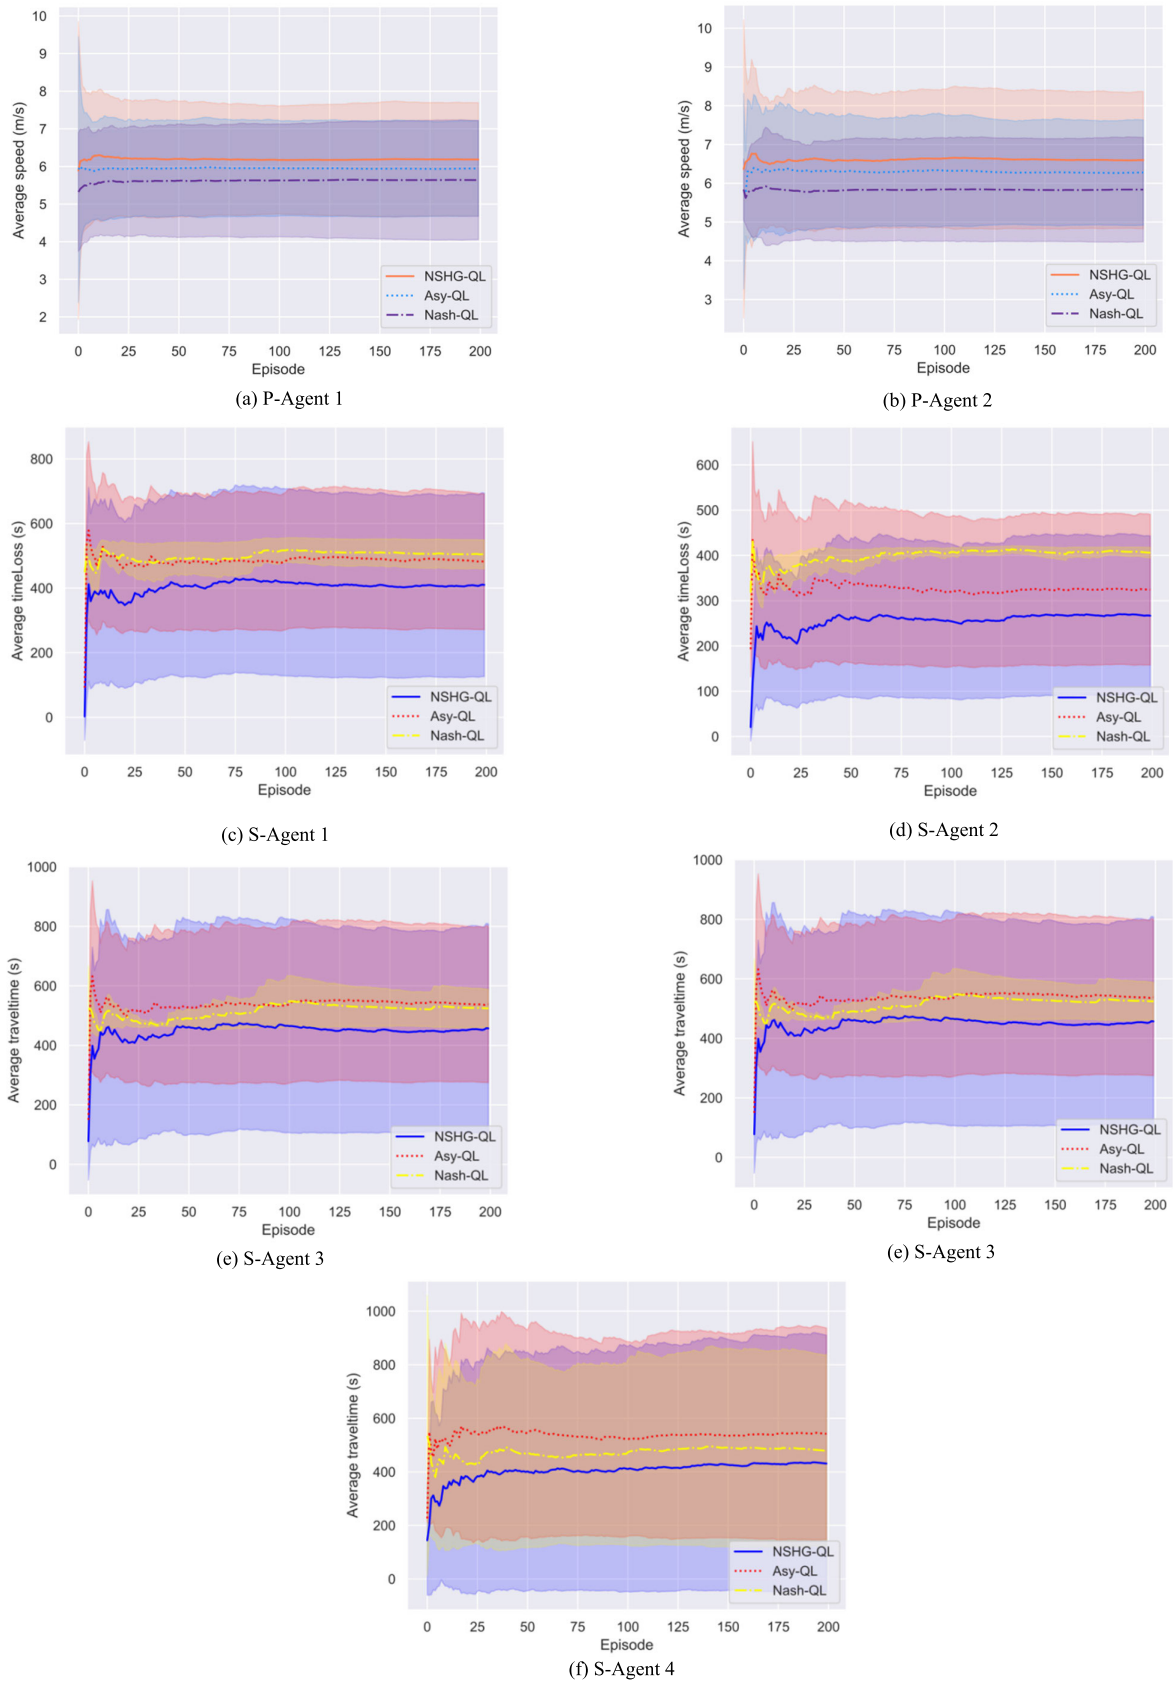 10
9
8
7
6
5
4
3
2
Average speed (m/s)
NSHG-QL
Asy-QL
Nash-QL
0 25 50 75 100 125 150 175 200
Episode
(a) P-Agent 1
10
9
8
7
6
5
4
3
Average speed (m/s)
NSHG-QL
Asy-QL
Nash-QL
0 25 50 75 100 125 150 175 200
Episode
(b) P-Agent 2
800
600
400
200
0
Average timeLoss (s)
NSHG-QL
Asy-QL
Nash-QL
0 25 50 75 100 125 150 175 200
Episode
(c) S-Agent 1
600
500
400
300
200
100
0
Average timeLoss (s)
NSHG-QL
Asy-QL
Nash-QL
0 25 50 75 100 125 150 175 200
Episode
(d) S-Agent 2
1000
800
600
400
200
0
Average traveltime (s)
NSHG-QL
Asy-QL
Nash-QL
0 25 50 75 100 125 150 175 200
Episode
(e) S-Agent 3
1000
800
600
400
200
0
Average traveltime (s)
NSHG-QL
Asy-QL
Nash-QL
0 25 50 75 100 125 150 175 200
Episode
(e) S-Agent 3
1000
800
600
400
200
0
Average traveltime (s)
NSHG-QL
Asy-QL
Nash-QL
0 25 50 75 100 125 150 175 200
Episode
(f) S-Agent 4